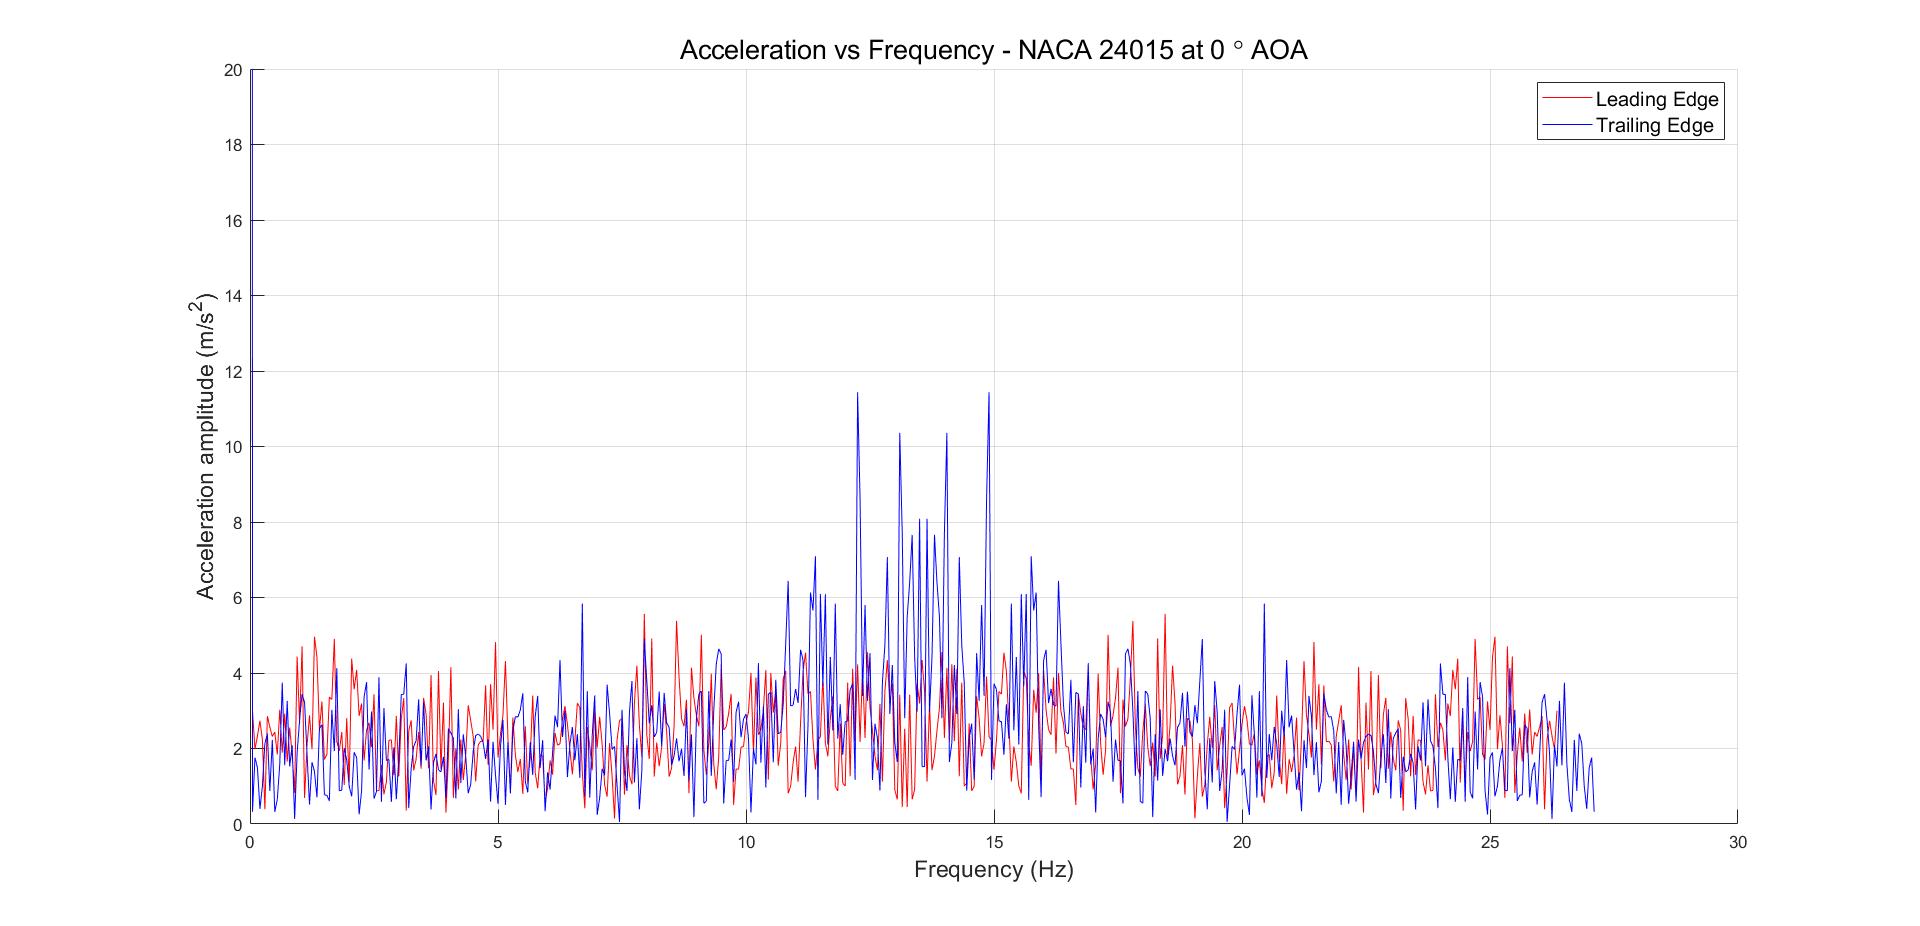 Acceleration vs Frequency - NACA 24015 at 0 ° AOA
Leading Edge
Trailing Edge
Acceleration amplitude (m/s²)
20
18
16
14
12
10
8
6
4
2
0
0 5 10 15 20 25 30
Frequency (Hz)